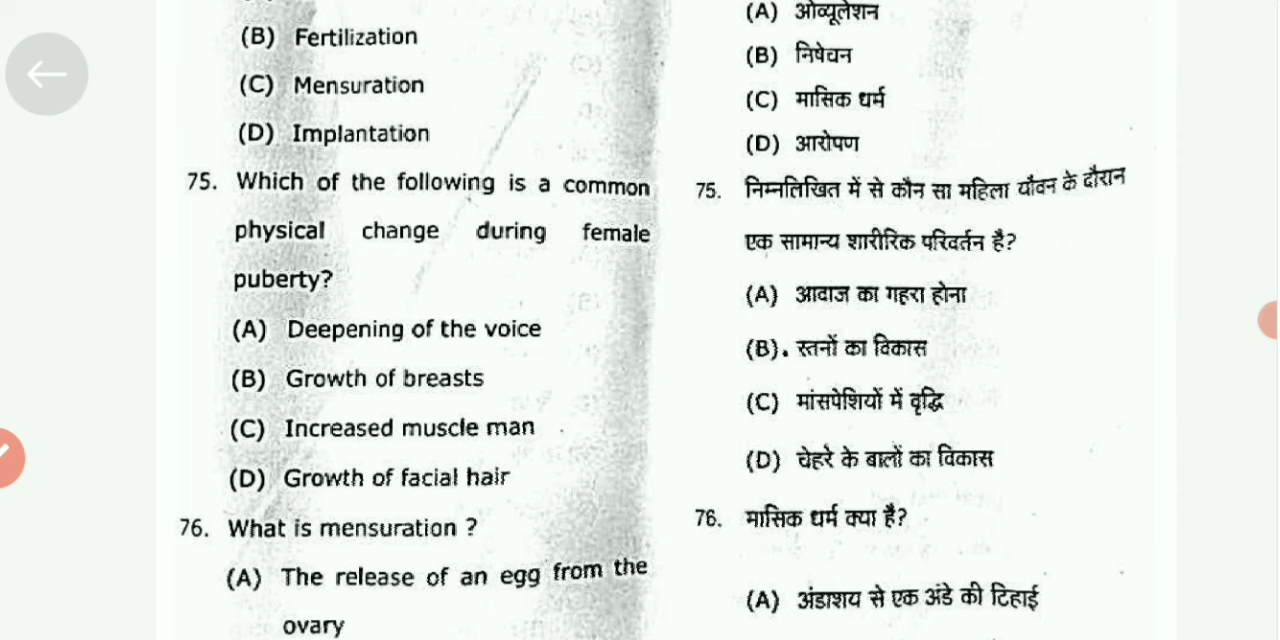 (B) Fertilization
(C) Mensuration
(D) Implantation
75. Which of the following is a common
physical change during female
puberty?
(A) Deepening of the voice
(B) Growth of breasts
(C) Increased muscle man
(D) Growth of facial hair
76. What is mensuration ?
(A) The release of an egg from the
ovary
(A) ओव्यूलेशन
(B) निषेचन
(C) मासिक धर्म
(D) आरोपण
75. निम्नलिखित में से कौन सा महिला यौवन के दौरान
एक सामान्य शारीरिक परिवर्तन है?
(A) आवाज का गहरा होना
(B). स्तनों का विकास
(C) मांसपेशियों में वृद्धि
(D) चेहरे के बालों का विकास
76. मासिक धर्म क्या है?
(A) अंडाशय से एक अंडे की टिहाई